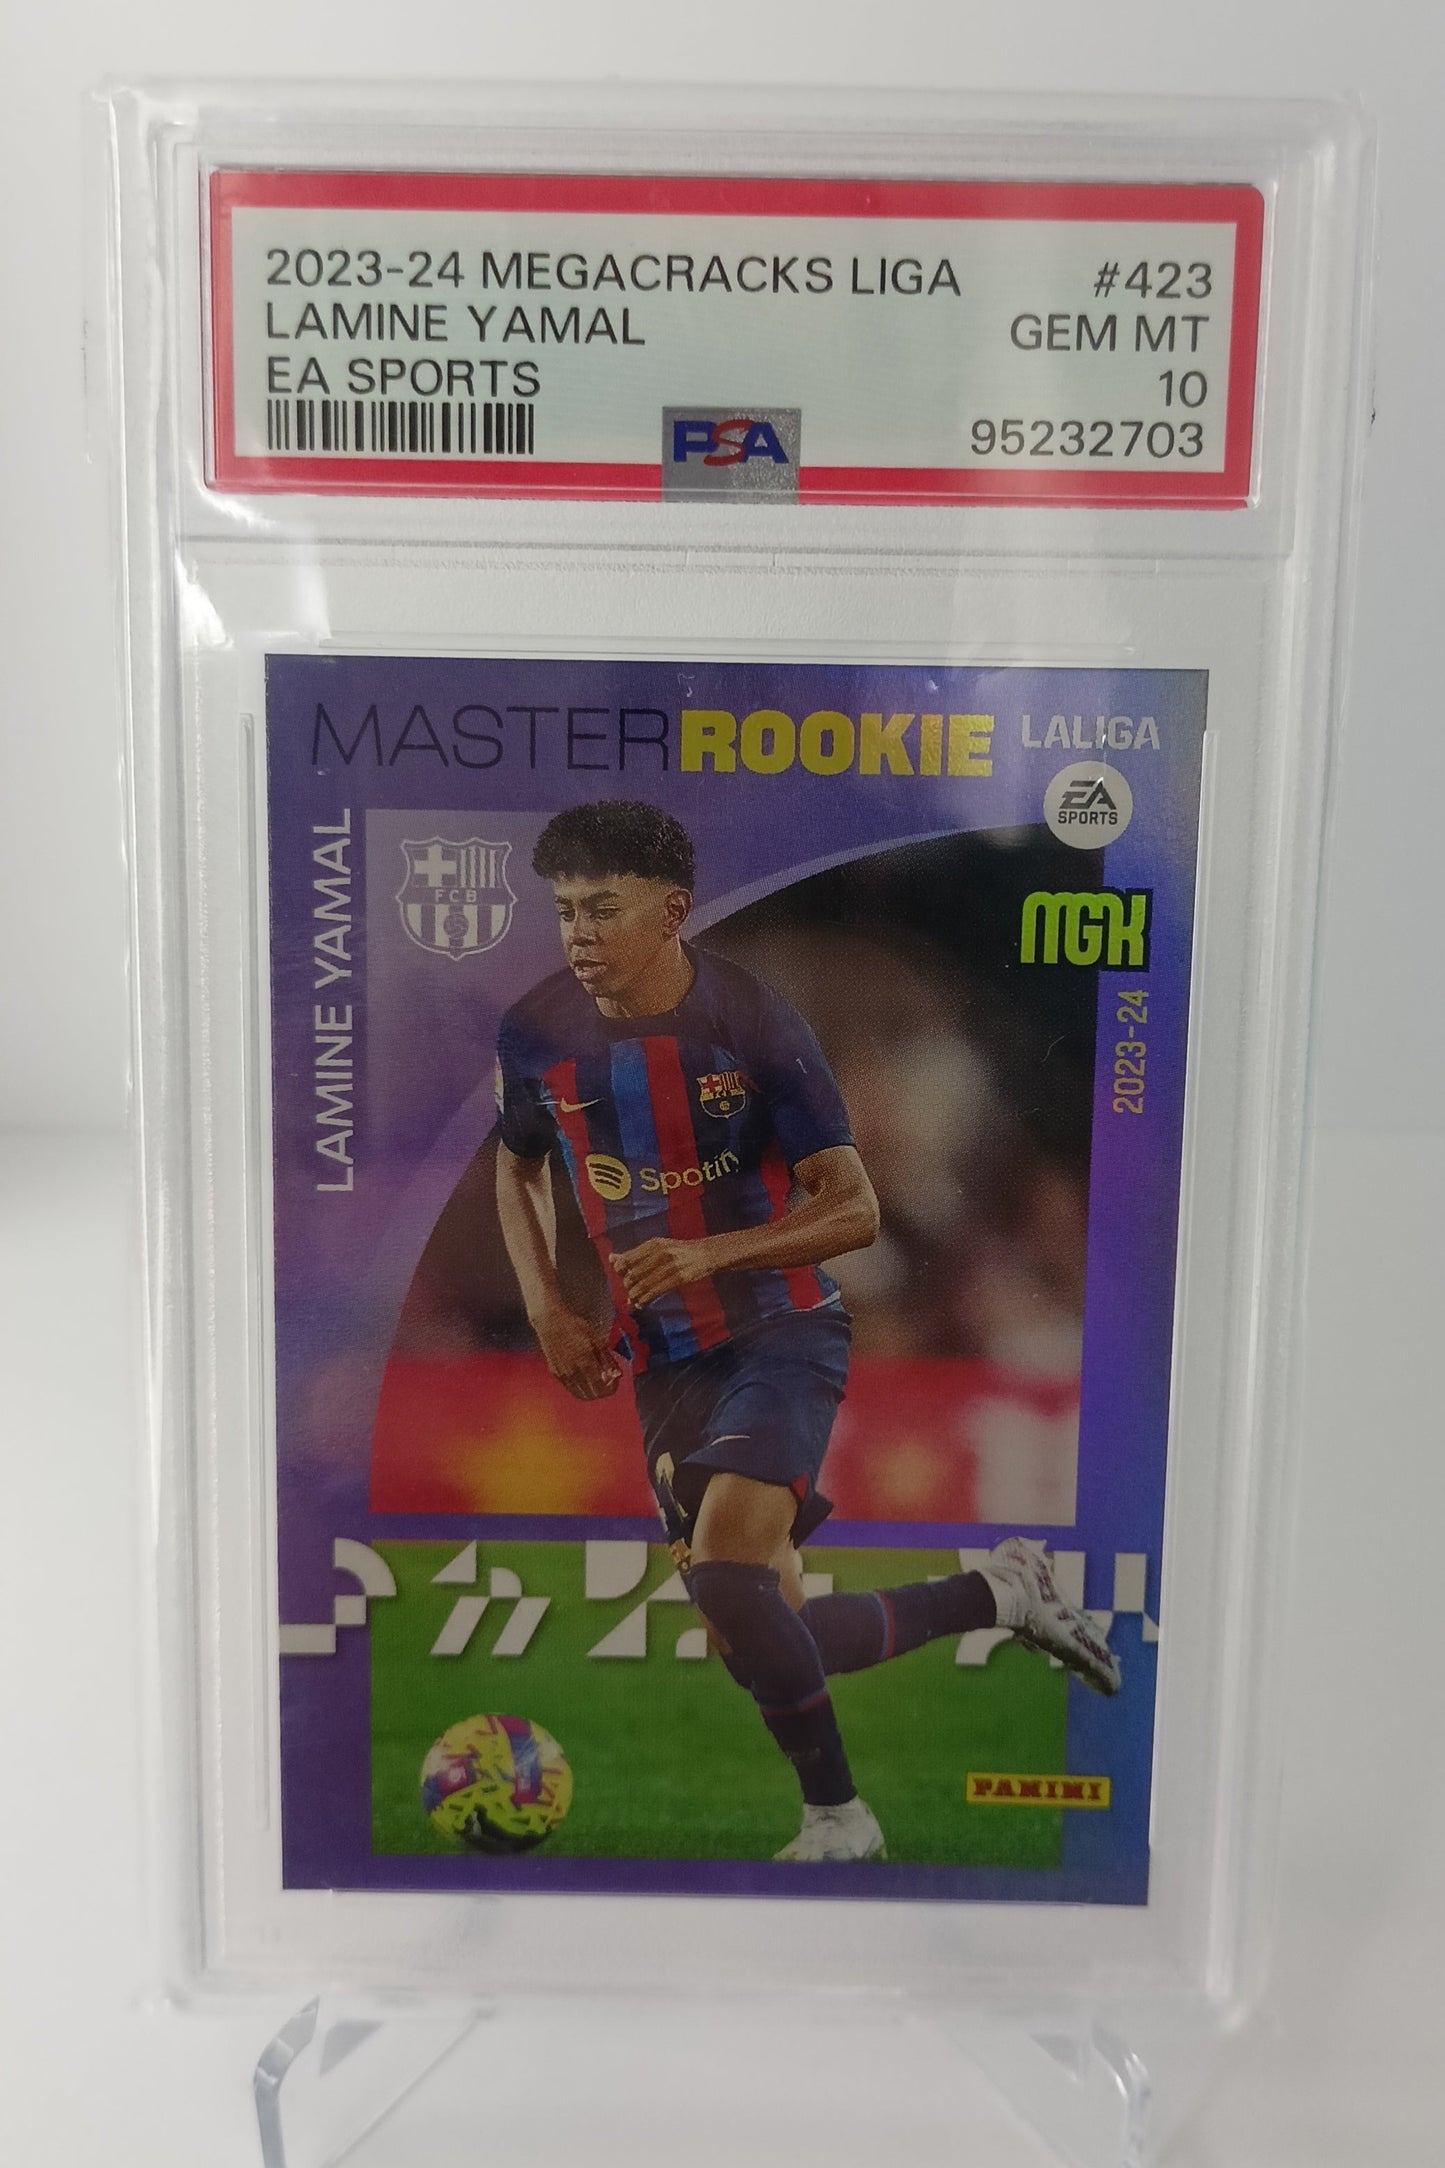 2023-24 MEGACRACKS LIGA #423
LAMINE YAMAL GEM MT
EA SPORTS 10
PSA 95232703
MASTERROOKIE LALIGA
EA
SPORTS
LAMINE YAMAL
FCB
MGK
2023-24
Spotify
PANINI